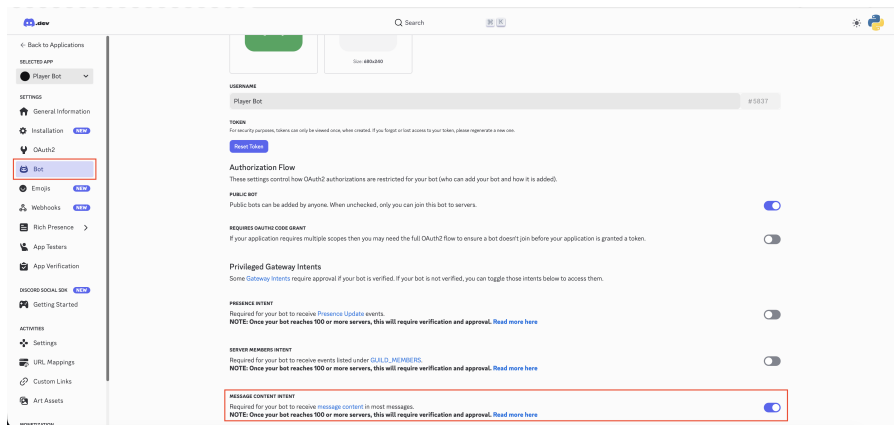 .dev
Search
⌘ K
← Back to Applications
SELECTED APP
Player Bot
SETTINGS
General Information
Installation NEW
OAuth2
Bot
Emojis NEW
Webhooks NEW
Rich Presence
App Testers
App Verification
DISCORD SOCIAL SDK NEW
Getting Started
ACTIVITIES
Settings
URL Mappings
Custom Links
Art Assets
MONETIZATION
Size: 680x240
USERNAME
Player Bot #5837
TOKEN
For security purposes, tokens can only be viewed once, when created. If you forgot or lost access to your token, please regenerate a new one.
Reset Token
Authorization Flow
These settings control how OAuth2 authorizations are restricted for your bot (who can add your bot and how it is added).
PUBLIC BOT
Public bots can be added by anyone. When unchecked, only you can join this bot to servers.
REQUIRES OAUTH2 CODE GRANT
If your application requires multiple scopes then you may need the full OAuth2 flow to ensure a bot doesn't join before your application is granted a token.
Privileged Gateway Intents
Some Gateway Intents require approval if your bot is verified. If your bot is not verified, you can toggle those intents below to access them.
PRESENCE INTENT
Required for your bot to receive Presence Update events.
NOTE: Once your bot reaches 100 or more servers, this will require verification and approval. Read more here
SERVER MEMBERS INTENT
Required for your bot to receive events listed under GUILD_MEMBERS.
NOTE: Once your bot reaches 100 or more servers, this will require verification and approval. Read more here
MESSAGE CONTENT INTENT
Required for your bot to receive message content in most messages.
NOTE: Once your bot reaches 100 or more servers, this will require verification and approval. Read more here